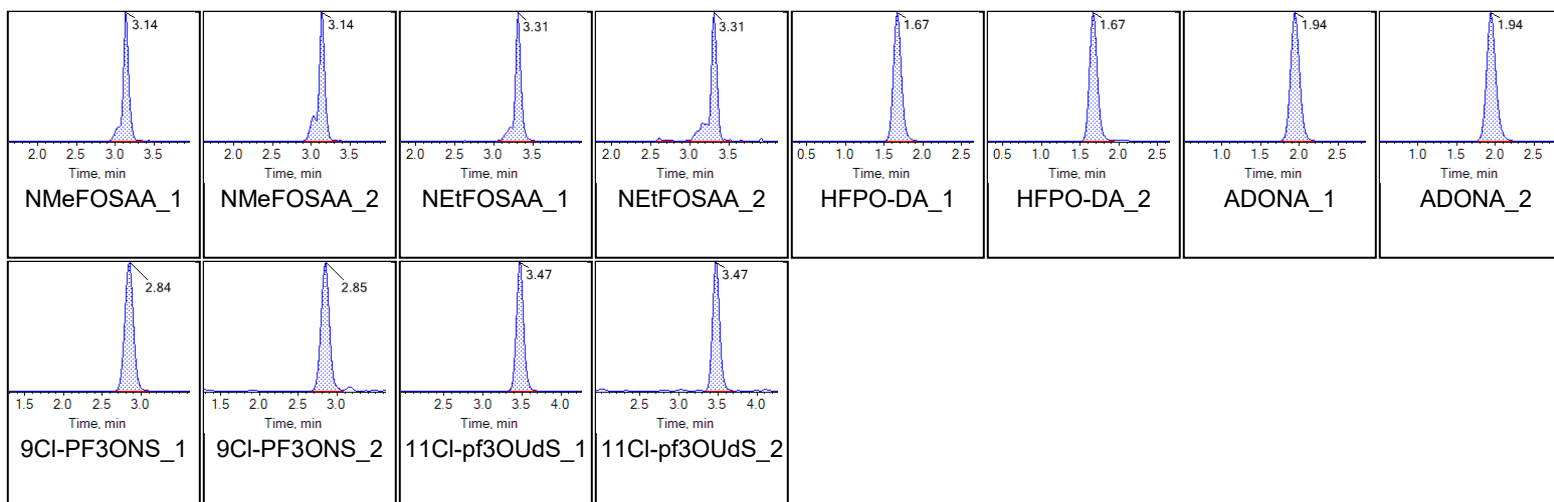 3.14 3.14 3.31 3.31 1.67 1.67 1.94 1.94
2.0 2.5 3.0 3.5 2.0 2.5 3.0 3.5 2.0 2.5 3.0 3.5 2.0 2.5 3.0 3.5 0.5 1.0 1.5 2.0 2.5 0.5 1.0 1.5 2.0 2.5 1.0 1.5 2.0 2.5 1.0 1.5 2.0 2.5
Time, min Time, min Time, min Time, min Time, min Time, min Time, min Time, min
NMeFOSAA_1 NMeFOSAA_2 NEtFOSAA_1 NEtFOSAA_2 HFPO-DA_1 HFPO-DA_2 ADONA_1 ADONA_2
2.84 2.85 3.47 3.47
1.5 2.0 2.5 3.0 1.5 2.0 2.5 3.0 2.5 3.0 3.5 4.0 2.5 3.0 3.5 4.0
Time, min Time, min Time, min Time, min
9Cl-PF3ONS_1 9Cl-PF3ONS_2 11Cl-pf3OUdS_1 11Cl-pf3OUdS_2